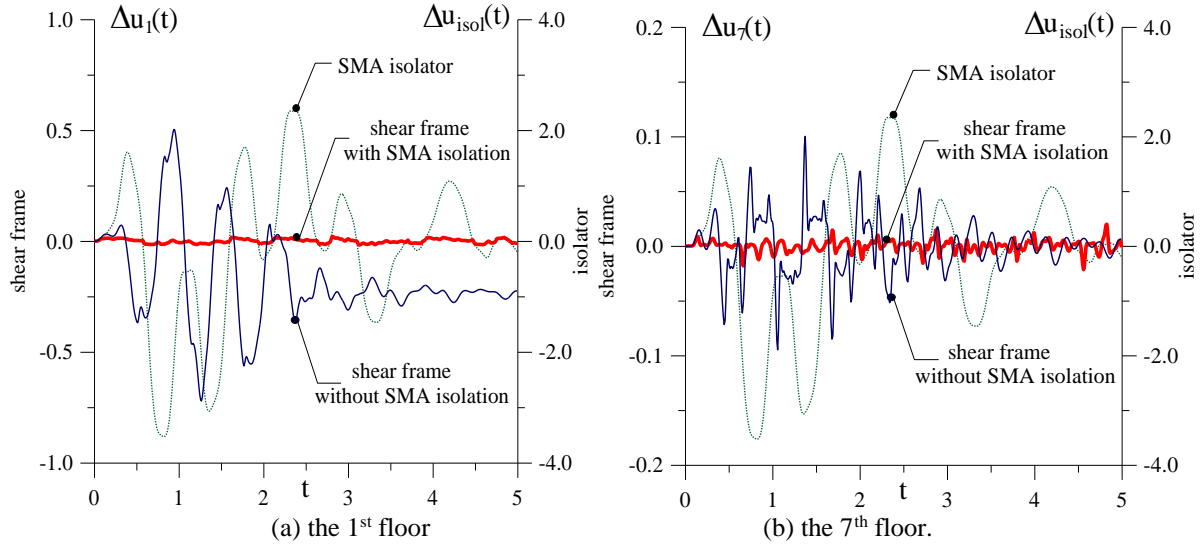 Δu1(t)
Δuisol(t)
1.0
0.5
0.0
-0.5
-1.0
shear frame
4.0
2.0
0.0
-2.0
-4.0
isolator
SMA isolator
shear frame
with SMA isolation
shear frame
without SMA isolation
0 1 2 3 4 5
t
(a) the 1st floor
Δu7(t)
Δuisol(t)
0.2
0.1
0.0
-0.1
-0.2
shear frame
4.0
2.0
0.0
-2.0
-4.0
isolator
SMA isolator
shear frame
with SMA isolation
shear frame
without SMA isolation
0 1 2 3 4 5
t
(b) the 7th floor.